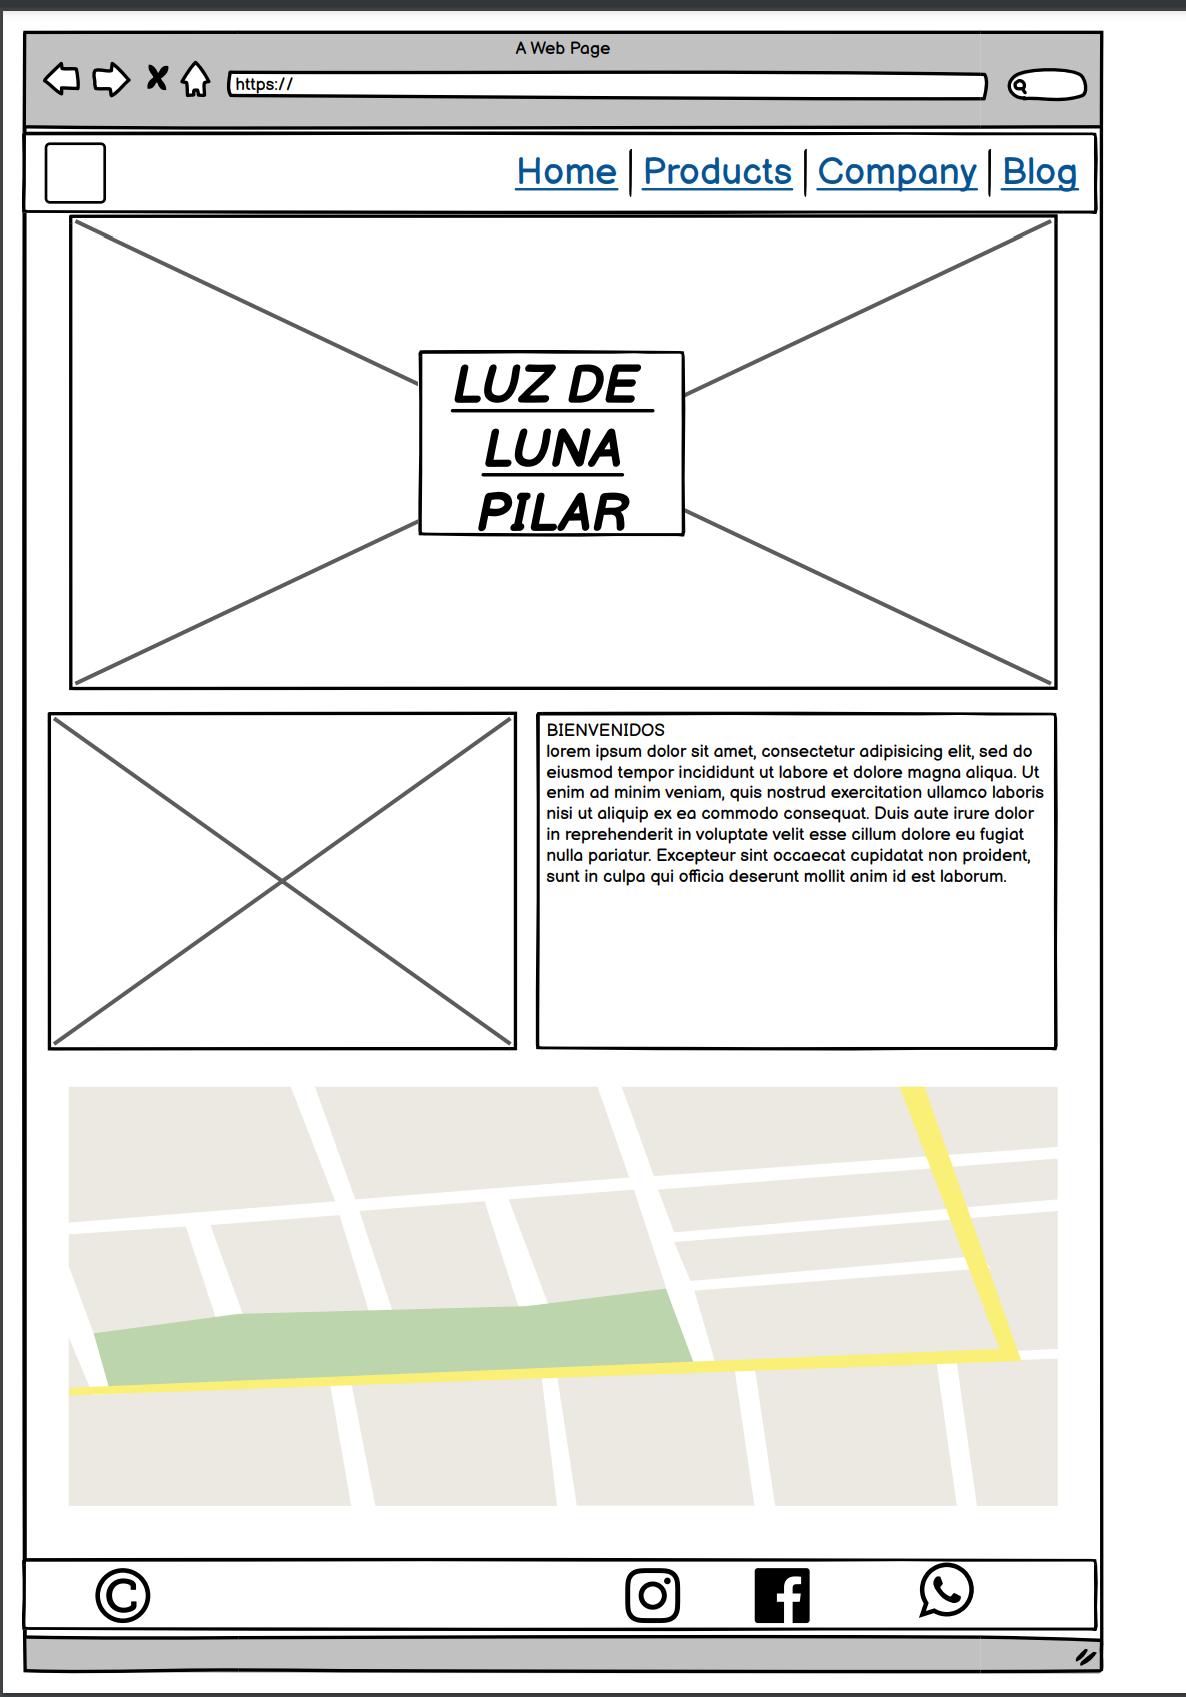 A Web Page
https://
Home Products Company Blog
LUZ DE
LUNA
PILAR
BIENVENIDOS
lorem ipsum dolor sit amet, consectetur adipisicing elit, sed do
eiusmod tempor incididunt ut labore et dolore magna aliqua. Ut
enim ad minim veniam, quis nostrud exercitation ullamco laboris
nisi ut aliquip ex ea commodo consequat. Duis aute irure dolor
in reprehenderit in voluptate velit esse cillum dolore eu fugiat
nulla pariatur. Excepteur sint occaecat cupidatat non proident,
sunt in culpa qui officia deserunt mollit anim id est laborum.